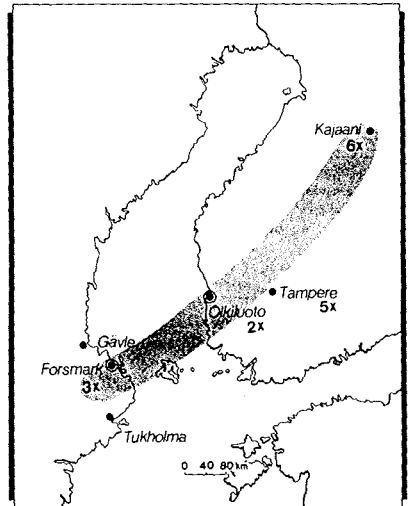 Kajaani
6x
Tampere
5x
Olkiluoto
2x
Gävle
Forsmark
3x
Tukholma
0 40 80 km